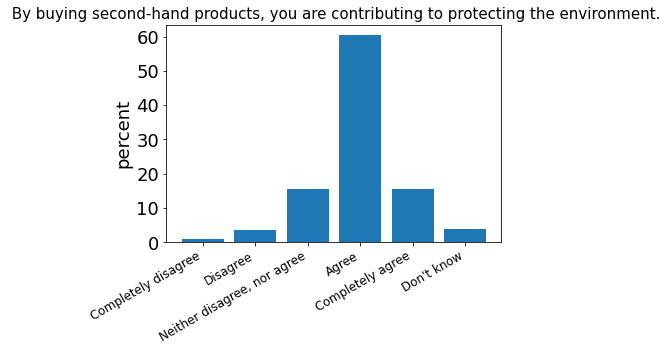 By buying second-hand products, you are contributing to protecting the environment.
percent
60
50
40
30
20
10
0
Completely disagree
Disagree
Neither disagree, nor agree
Agree
Completely agree
Don't know